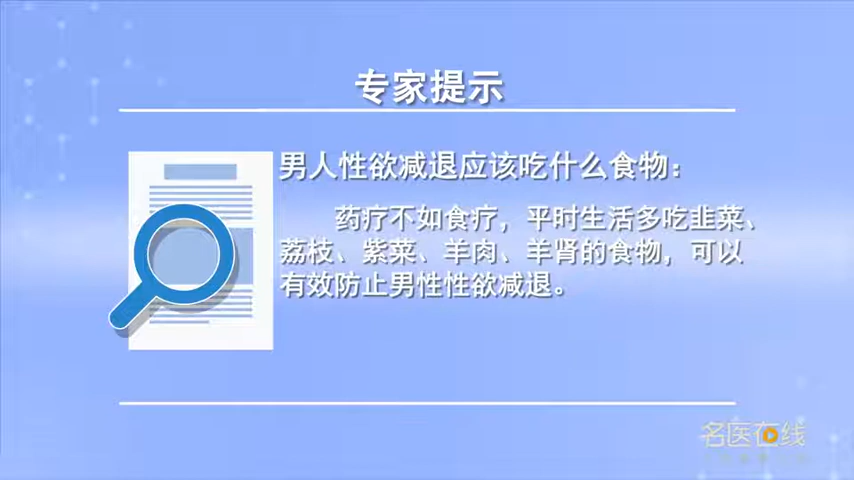 专家提示
男人性欲减退应该吃什么食物：
药疗不如食疗，平时生活多吃韭菜、
荔枝、紫菜、羊肉、羊肾的食物，可以
有效防止男性性欲减退。
名医在线